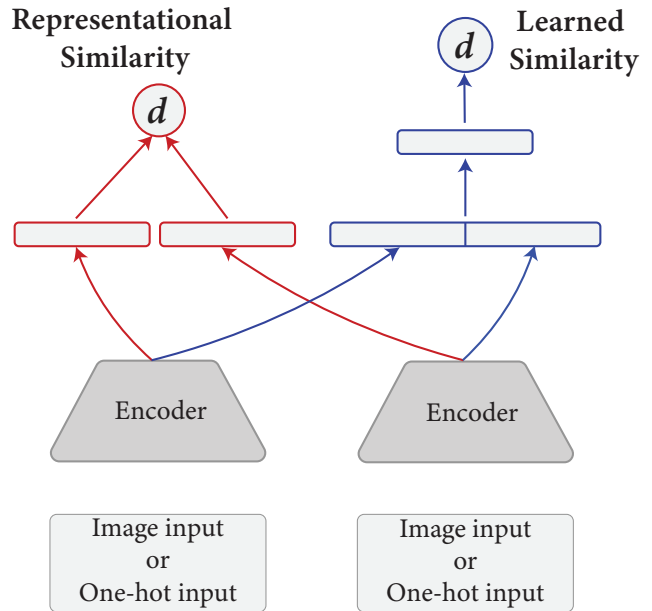 Representational
Similarity
d
Learned
Similarity
d
Encoder
Encoder
Image input
or
One-hot input
Image input
or
One-hot input